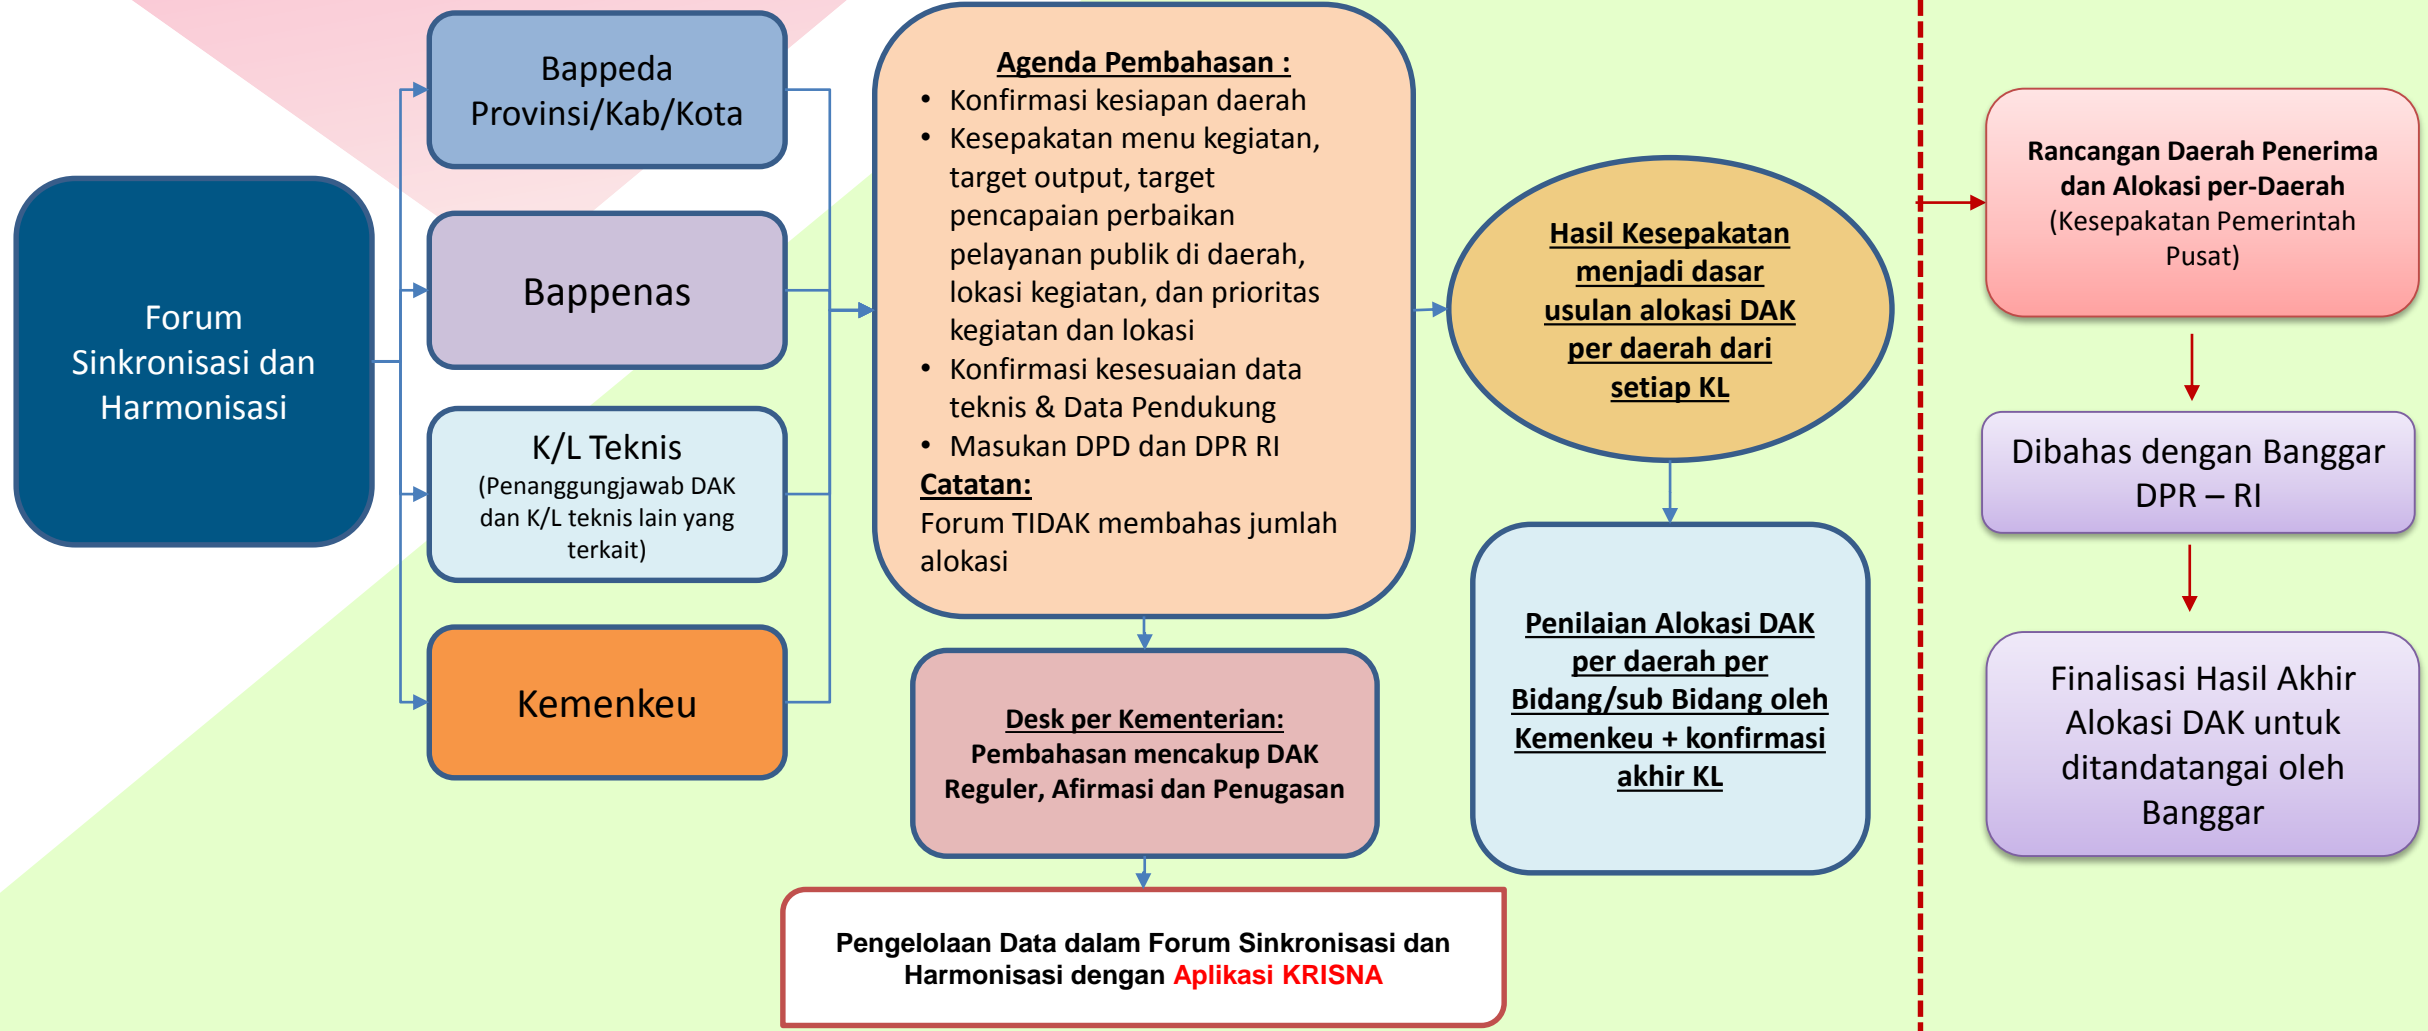 Forum
Sinkronisasi dan
Harmonisasi
Bappeda
Provinsi/Kab/Kota
Bappenas
K/L Teknis
(Penanggungjawab DAK
dan K/L teknis lain yang
terkait)
Kemenkeu
Agenda Pembahasan :
• Konfirmasi kesiapan daerah
• Kesepakatan menu kegiatan,
target output, target
pencapaian perbaikan
pelayanan publik di daerah,
lokasi kegiatan, dan prioritas
kegiatan dan lokasi
• Konfirmasi kesesuaian data
teknis & Data Pendukung
• Masukan DPD dan DPR RI
Catatan:
Forum TIDAK membahas jumlah
alokasi
Desk per Kementerian:
Pembahasan mencakup DAK
Reguler, Afirmasi dan Penugasan
Pengelolaan Data dalam Forum Sinkronisasi dan
Harmonisasi dengan Aplikasi KRISNA
Hasil Kesepakatan
menjadi dasar
usulan alokasi DAK
per daerah dari
setiap KL
Penilaian Alokasi DAK
per daerah per
Bidang/sub Bidang oleh
Kemenkeu + konfirmasi
akhir KL
Rancangan Daerah Penerima
dan Alokasi per-Daerah
(Kesepakatan Pemerintah
Pusat)
Dibahas dengan Banggar
DPR – RI
Finalisasi Hasil Akhir
Alokasi DAK untuk
ditandatangai oleh
Banggar